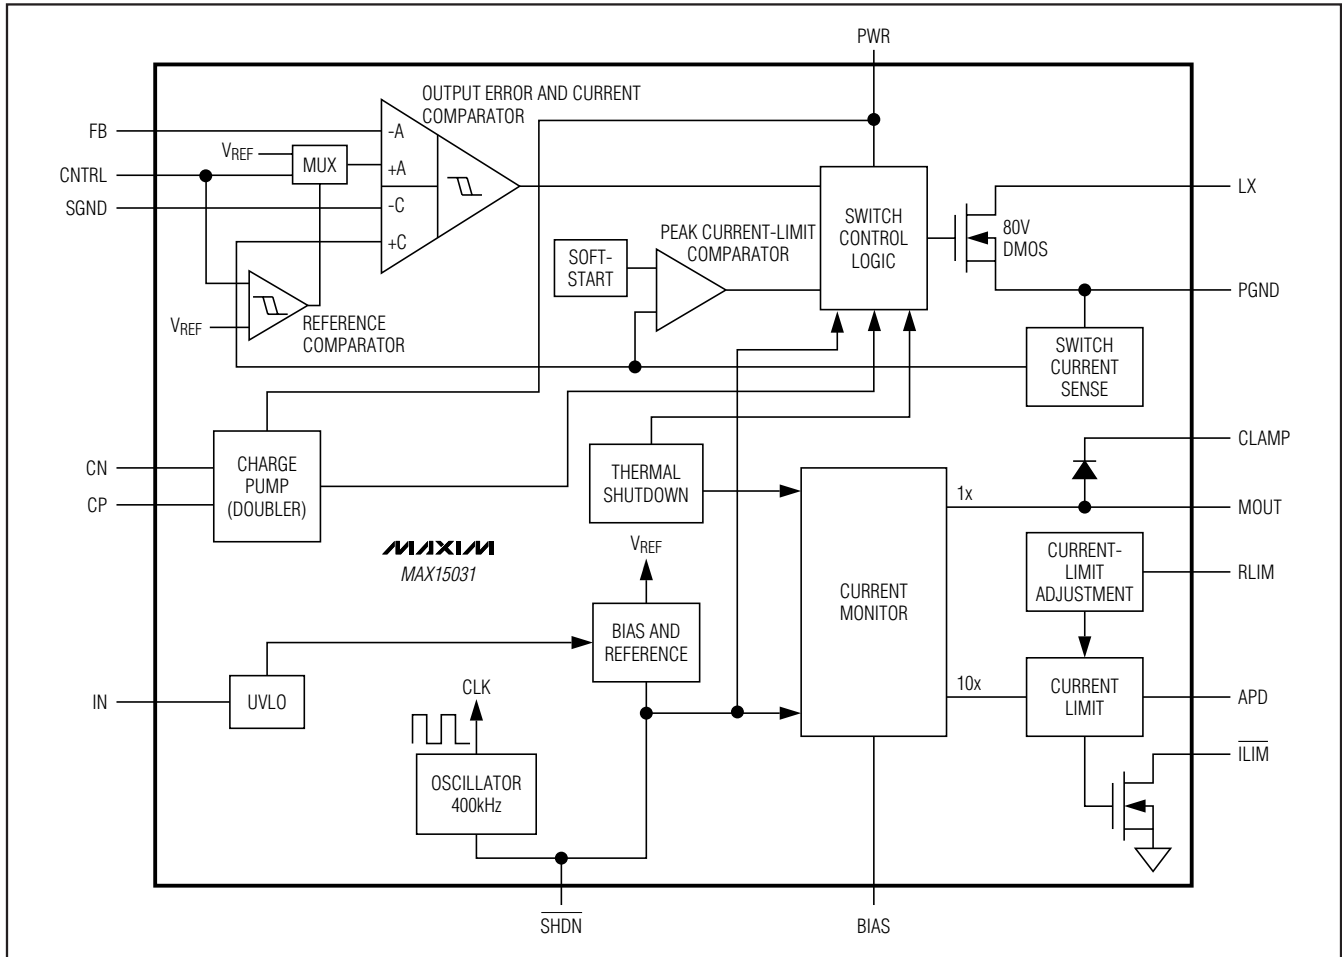 PWR
OUTPUT ERROR AND CURRENT
COMPARATOR
FB
-A
VREF
MUX
+A
CNTRL
SGND
-C
+C
SWITCH
CONTROL
LOGIC
LX
80V
DMOS
PEAK CURRENT-LIMIT
COMPARATOR
SOFT-
START
PGND
VREF
REFERENCE
COMPARATOR
SWITCH
CURRENT
SENSE
CLAMP
CN
CP
CHARGE
PUMP
(DOUBLER)
THERMAL
SHUTDOWN
1x
MOUT
MAXIM
MAX15031
VREF
CURRENT
MONITOR
CURRENT-
LIMIT
ADJUSTMENT
RLIM
BIAS AND
REFERENCE
IN
UVLO
CLK
10x
CURRENT
LIMIT
APD
ILIM
OSCILLATOR
400kHz
SHDN
BIAS